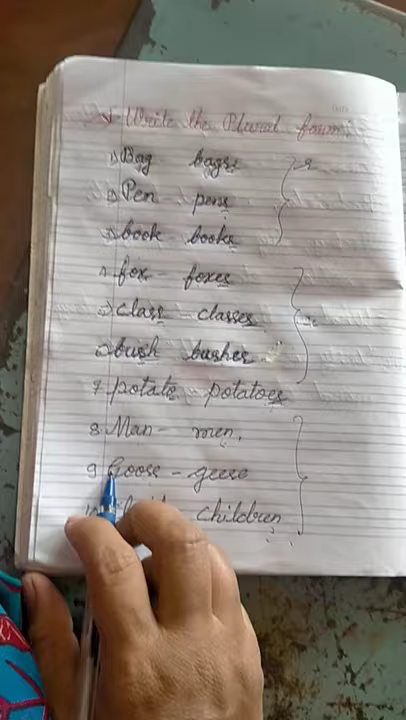 Write the Plural form:
1) Bag bags
2) Pen pens
3) book books
4 fox - foxes
5) class - classes
6 bush bushes
7 potato - potatoes
8 Man - men,
9 Goose - geese
children